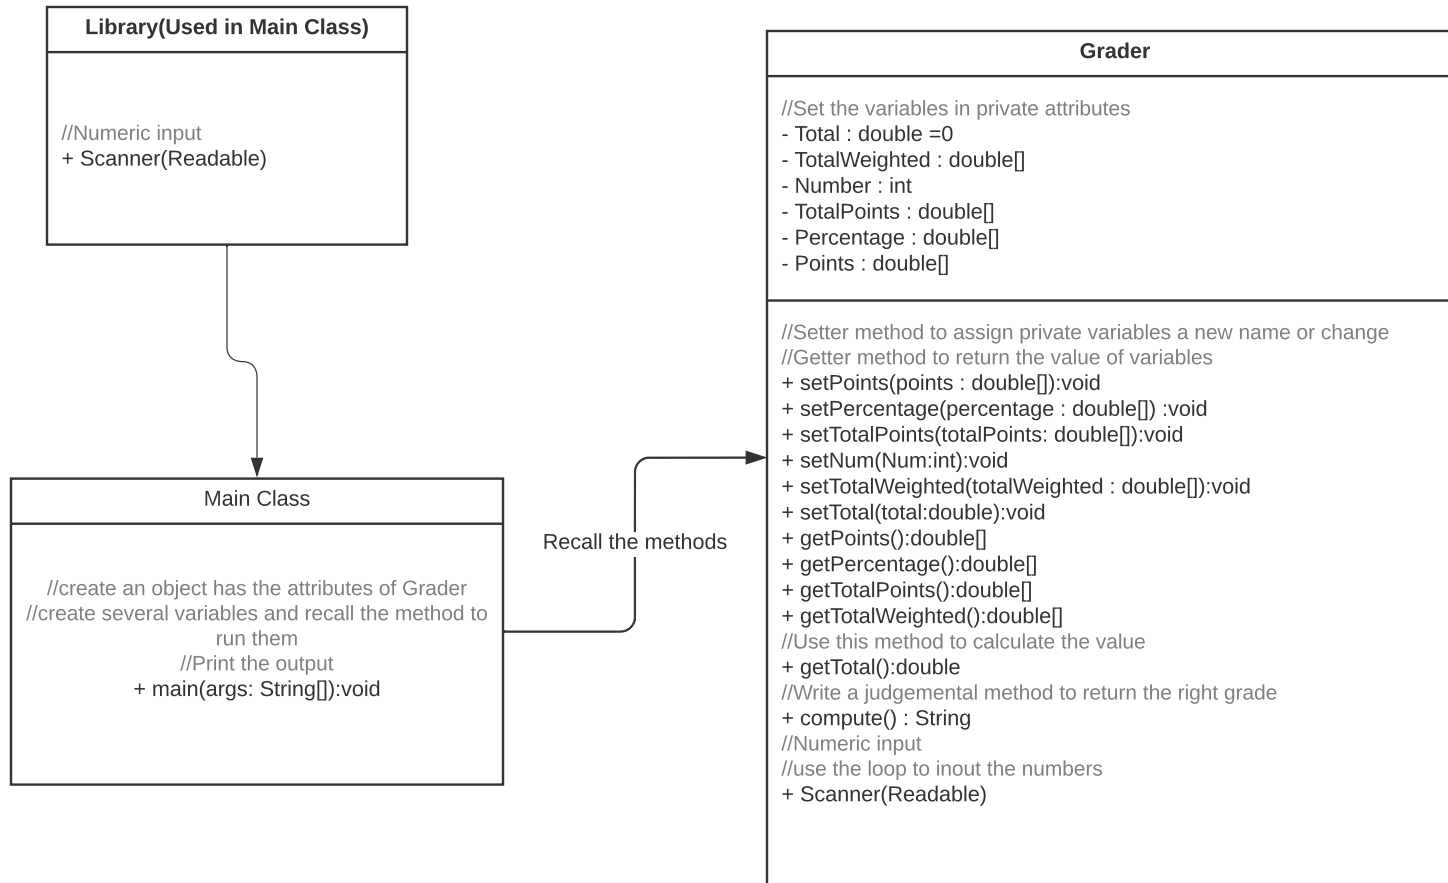 Library(Used in Main Class)
//Numeric input
+ Scanner(Readable)
Main Class
//create an object has the attributes of Grader
//create several variables and recall the method to
run them
//Print the output
+ main(args: String[]):void
Recall the methods
Grader
//Set the variables in private attributes
- Total : double =0
- TotalWeighted : double[]
- Number : int
- TotalPoints : double[]
- Percentage : double[]
- Points : double[]
//Setter method to assign private variables a new name or change
//Getter method to return the value of variables
+ setPoints(points : double[]):void
+ setPercentage(percentage : double[]) :void
+ setTotalPoints(totalPoints: double[]):void
+ setNum(Num:int):void
+ setTotalWeighted(totalWeighted : double[]):void
+ setTotal(total:double):void
+ getPoints():double[]
+ getPercentage():double[]
+ getTotalPoints():double[]
+ getTotalWeighted():double[]
//Use this method to calculate the value
+ getTotal():double
//Write a judgemental method to return the right grade
+ compute() : String
//Numeric input
//use the loop to inout the numbers
+ Scanner(Readable)